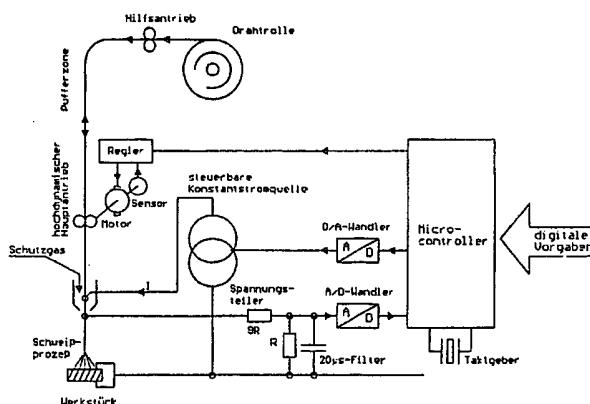 Hilfsantrieb
Drahtrolle
Pufferzone
Regler
steuerbare
Konstantstromquelle
hochdynamischer
Hauptantrieb
Sensor
Motor
D/A-Wandler
A
D
Micro-
controller
digitale
Vorgaben
Schutzgas
I
Spannungs-
teiler
A/D-Wandler
A
D
9R
R
20µs-Filter
Taktgeber
Schweiß-
prozeß
Werkstück